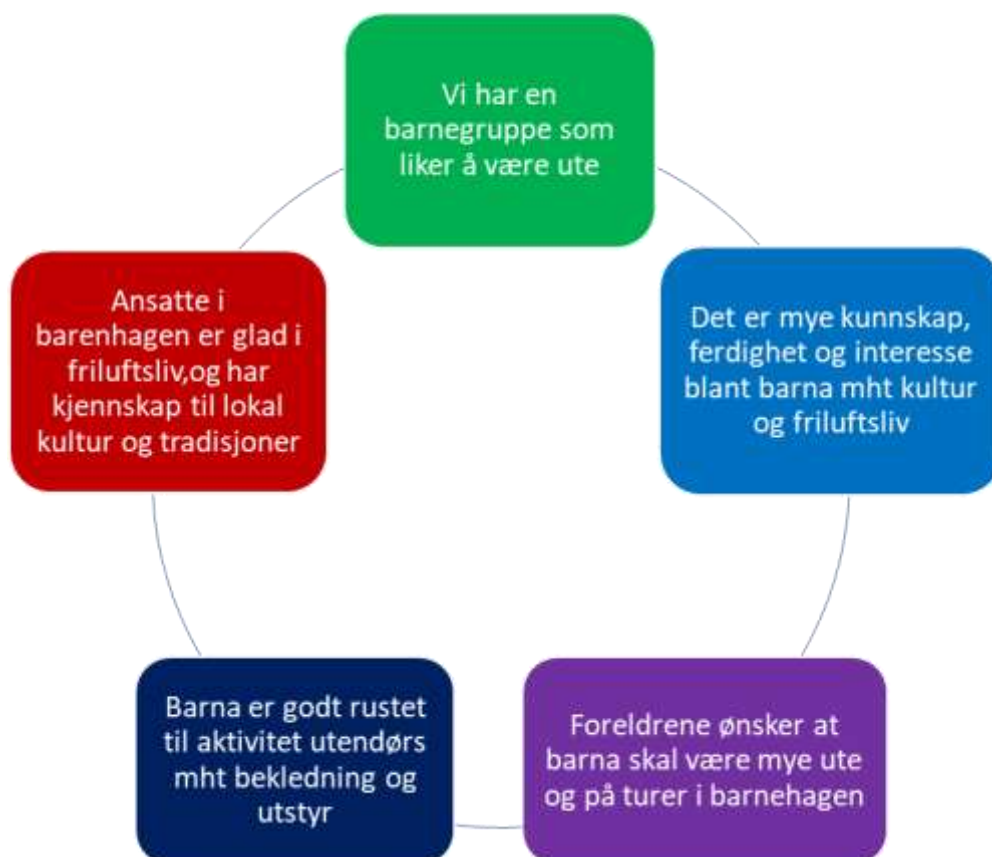 Vi har en
barnegruppe som
liker å være ute
Det er mye kunnskap,
ferdighet og interesse
blant barna mht kultur
og friluftsliv
Foreldrene ønsker at
barna skal være mye ute
og på turer i barnehagen
Barna er godt rustet
til aktivitet utendørs
mht bekledning og
utstyr
Ansatte i
barenhagen er glad i
friluftsliv,og har
kjennskap til lokal
kultur og tradisjoner